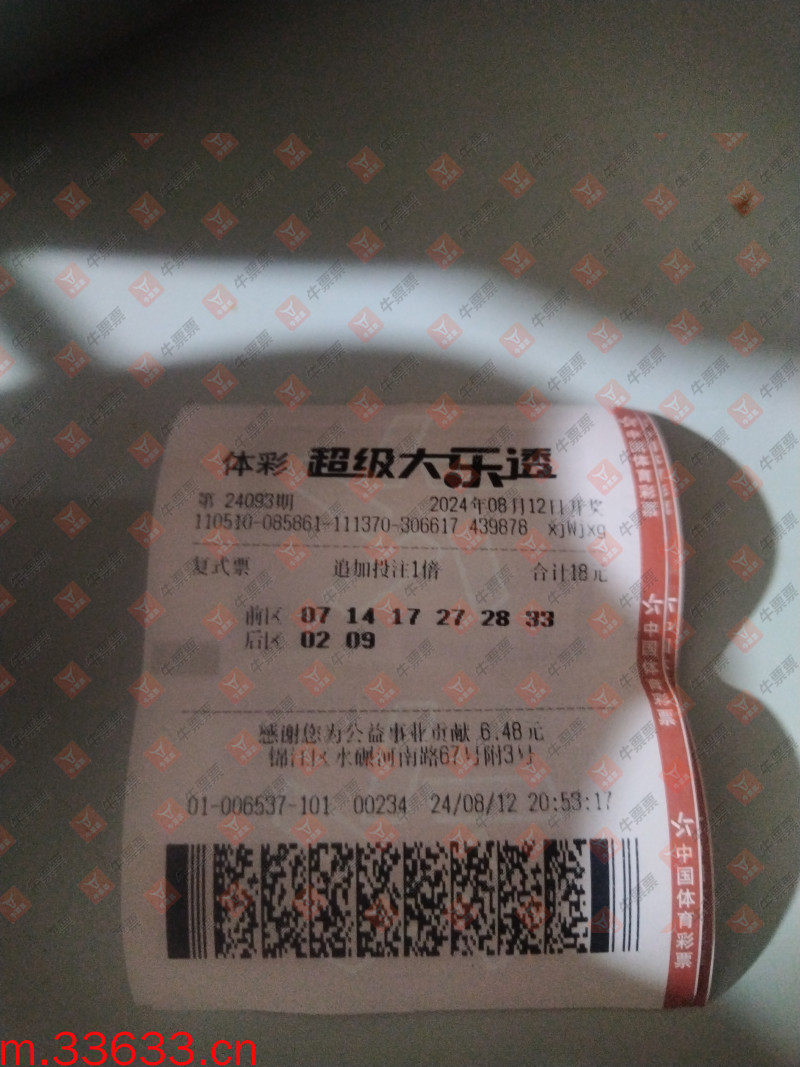 体彩 超级大乐透
第 24093期 2024年08月12日开奖
110510-085861-111370-306617 439878 xjWjxg
复式票 追加投注1倍 合计18元
前区 07 14 17 27 28 33
后区 02 09
感谢您为公益事业贡献 6.48元
锦江区水碾河南路67号附3号
01-006537-101 00234 24/08/12 20:53:17
中国体育彩票
中国体育彩票
中国体育彩票
牛票票
m.33633.cn